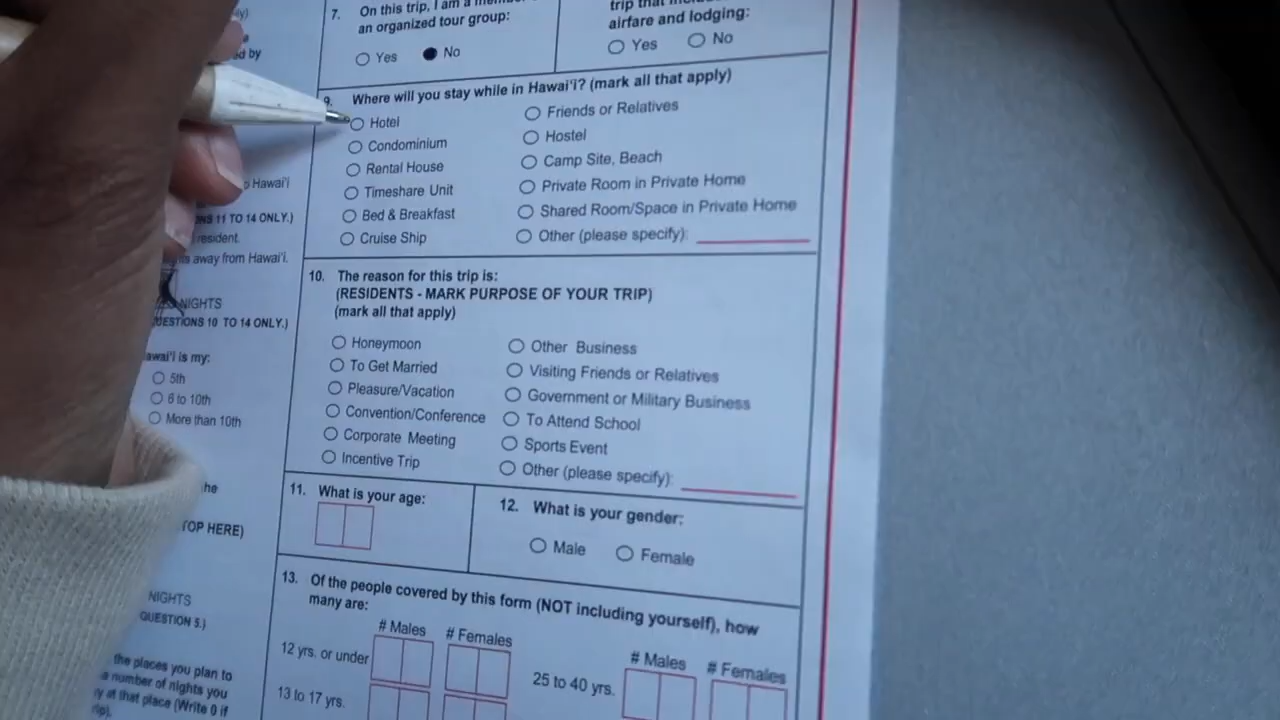 ly)
d by
Hawai'i
NS 11 TO 14 ONLY.)
resident.
away from Hawai'i.
NIGHTS
UESTIONS 10 TO 14 ONLY.)
awai'i is my:
5th
6 to 10th
More than 10th
he
TOP HERE)
NIGHTS
QUESTION 5.)
the places you plan to
a number of nights you
at that place (Write 0 if
7. On this trip, I am a
an organized tour group:
Yes No
trip that
airfare and lodging:
Yes No
9. Where will you stay while in Hawai'i? (mark all that apply)
Hotel
Condominium
Rental House
Timeshare Unit
Bed & Breakfast
Cruise Ship
Friends or Relatives
Hostel
Camp Site, Beach
Private Room in Private Home
Shared Room/Space in Private Home
Other (please specify):
10. The reason for this trip is:
(RESIDENTS - MARK PURPOSE OF YOUR TRIP)
(mark all that apply)
Honeymoon
To Get Married
Pleasure/Vacation
Convention/Conference
Corporate Meeting
Incentive Trip
Other Business
Visiting Friends or Relatives
Government or Military Business
To Attend School
Sports Event
Other (please specify):
11. What is your age:
12. What is your gender:
Male Female
13. Of the people covered by this form (NOT including yourself), how
many are:
# Males # Females
12 yrs. or under
13 to 17 yrs.
# Males # Females
25 to 40 yrs.